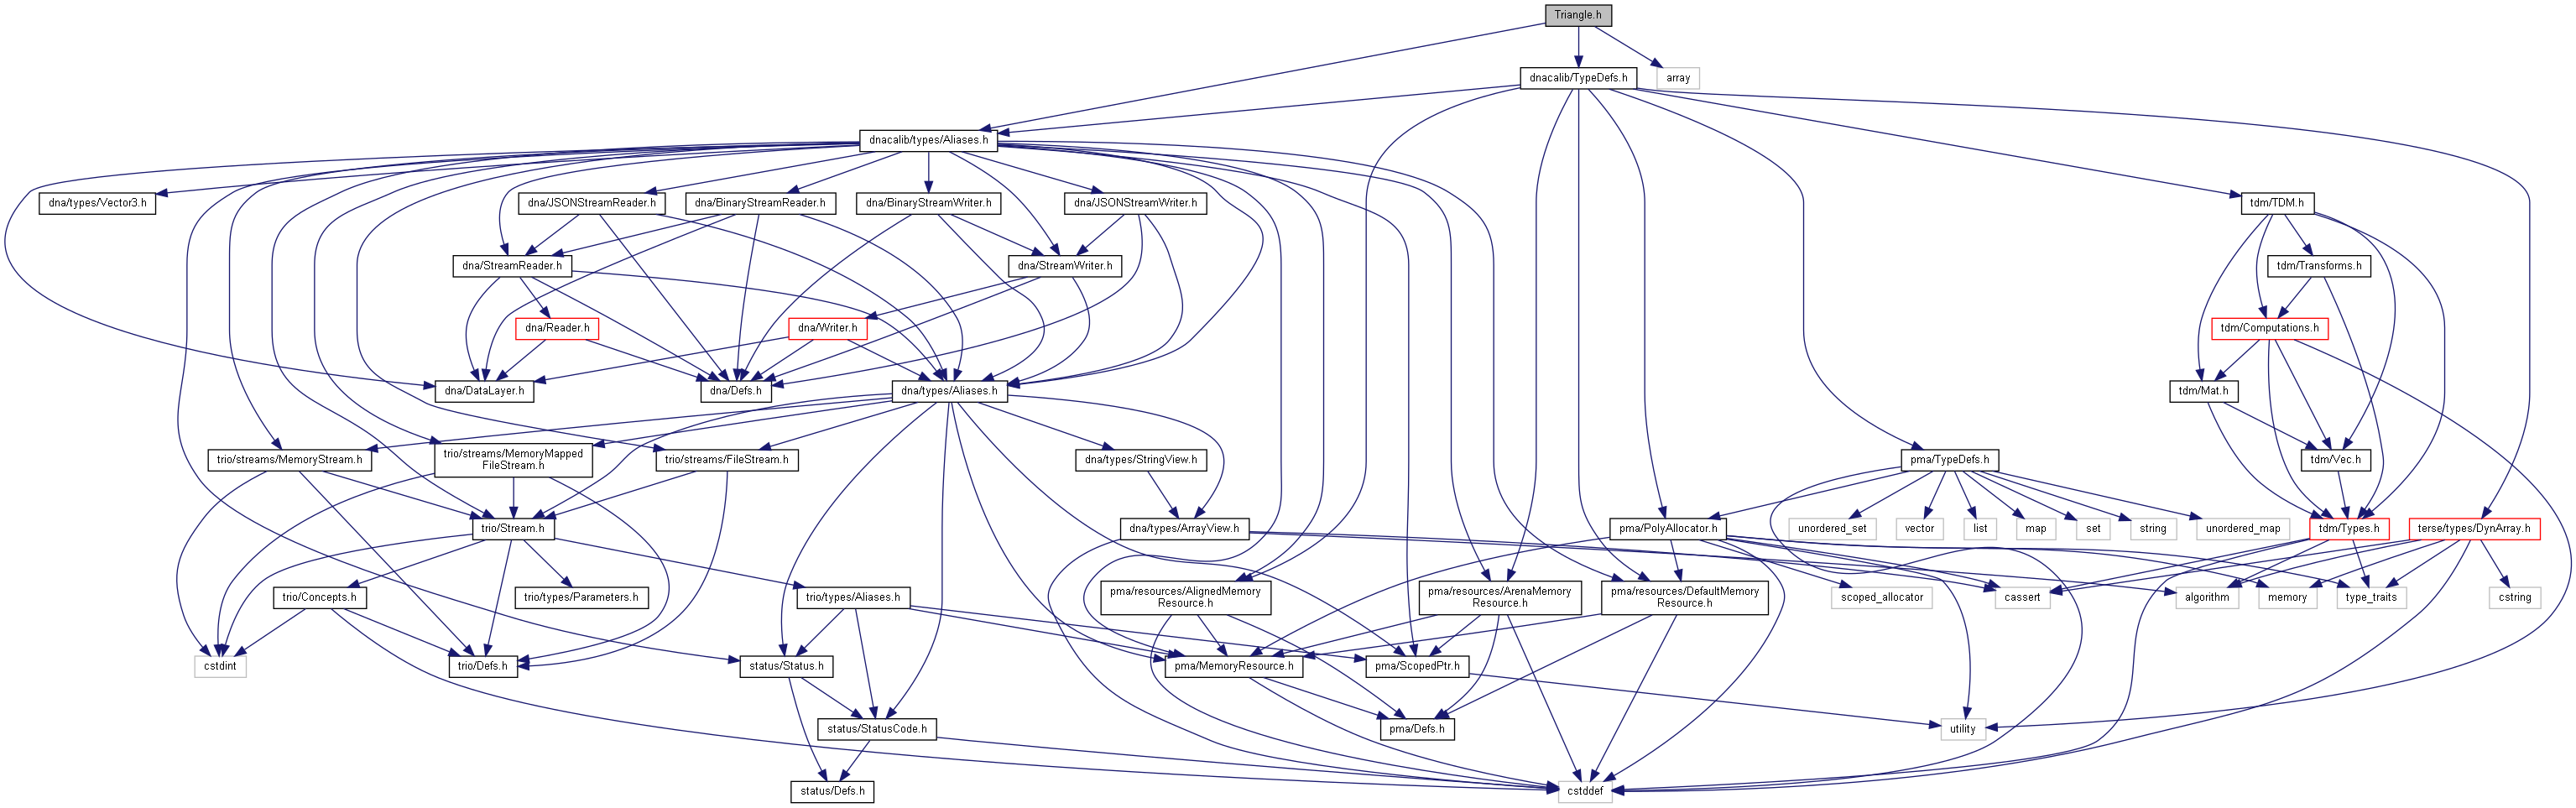 Triangle.h
dnacalib/TypeDefs.h
array
dnacalib/types/Aliases.h
dna/types/Vector3.h
dna/JSONStreamReader.h
dna/BinaryStreamReader.h
dna/BinaryStreamWriter.h
dna/JSONStreamWriter.h
tdm/TDM.h
dna/StreamReader.h
dna/StreamWriter.h
tdm/Transforms.h
dna/Reader.h
dna/Writer.h
tdm/Computations.h
dna/DataLayer.h
dna/Defs.h
dna/types/Aliases.h
tdm/Mat.h
trio/streams/MemoryStream.h
trio/streams/MemoryMapped
FileStream.h
trio/streams/FileStream.h
dna/types/StringView.h
pma/TypeDefs.h
tdm/Vec.h
trio/Stream.h
dna/types/ArrayView.h
pma/PolyAllocator.h
unordered_set
vector
list
map
set
string
unordered_map
tdm/Types.h
terse/types/DynArray.h
trio/Concepts.h
trio/types/Parameters.h
trio/types/Aliases.h
pma/resources/AlignedMemory
Resource.h
pma/resources/ArenaMemory
Resource.h
pma/resources/DefaultMemory
Resource.h
scoped_allocator
cassert
algorithm
memory
type_traits
cstring
cstdint
trio/Defs.h
status/Status.h
pma/MemoryResource.h
pma/ScopedPtr.h
status/StatusCode.h
pma/Defs.h
utility
status/Defs.h
cstddef